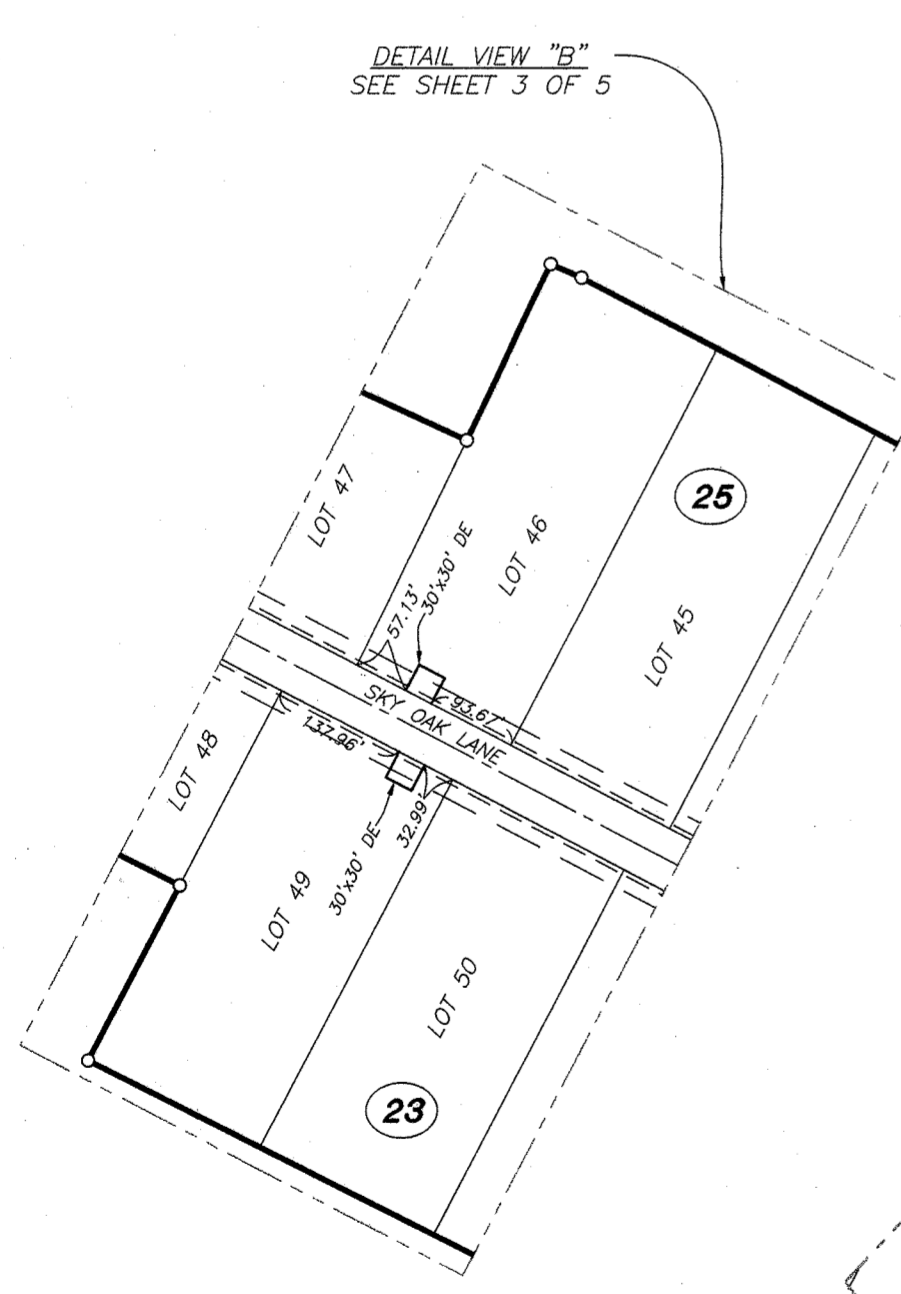 DETAIL VIEW "B"
SEE SHEET 3 OF 5
25
LOT 47
LOT 46
57.13'
30'x30' DE
LOT 45
SKY OAK LANE
93.67'
137.96'
LOT 48
30'x30' DE
32.99'
LOT 49
LOT 50
23